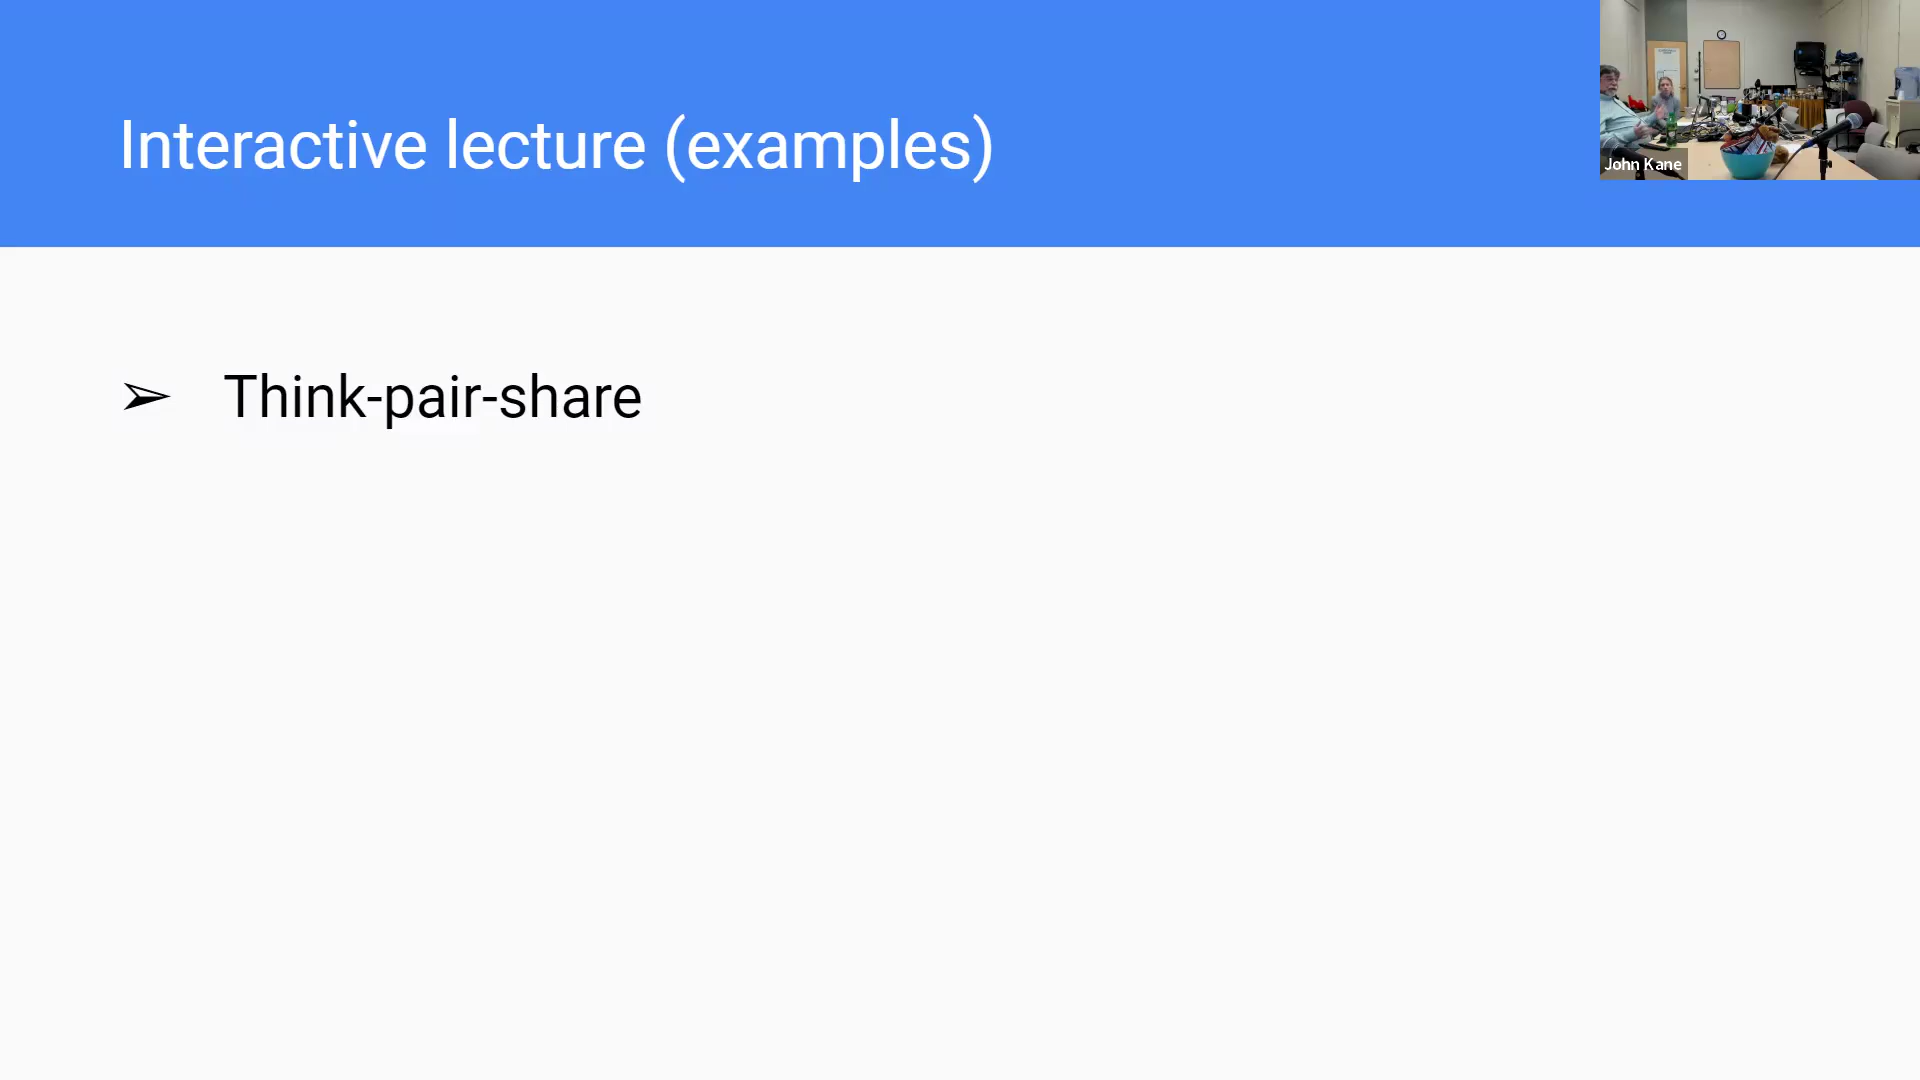 Interactive lecture (examples)
John Kane
➢ Think-pair-share